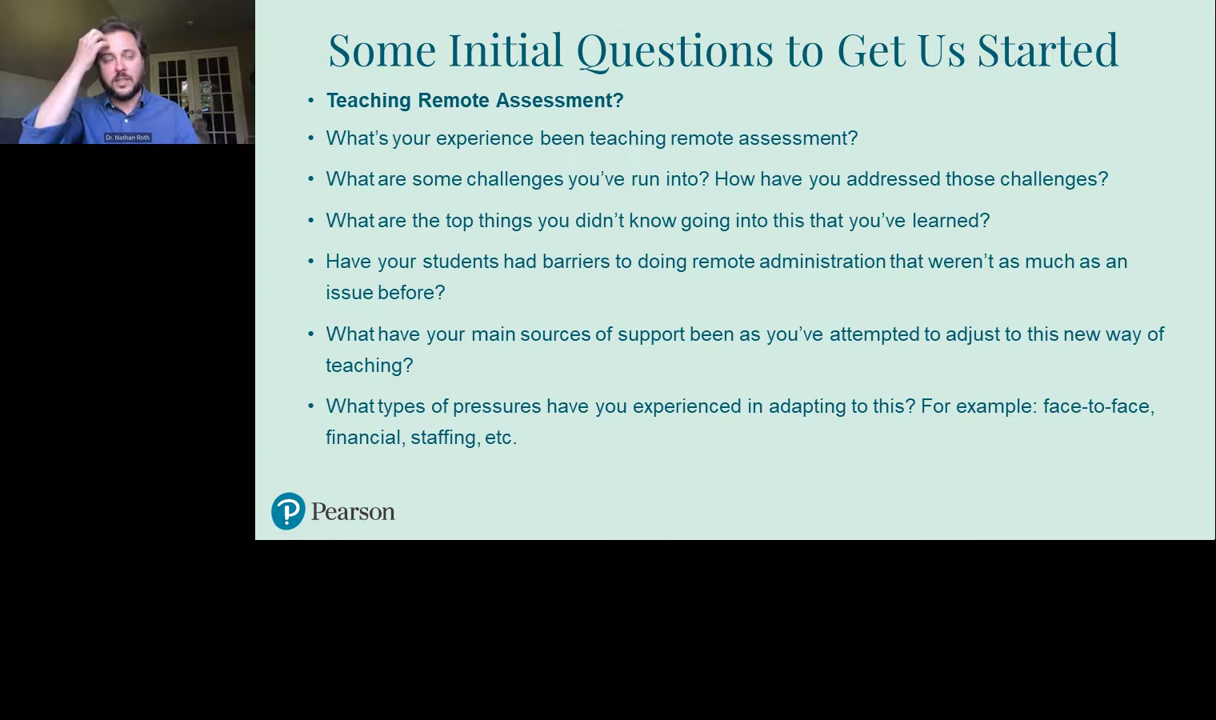 Some Initial Questions to Get Us Started
• Teaching Remote Assessment?
• What's your experience been teaching remote assessment?
• What are some challenges you've run into? How have you addressed those challenges?
• What are the top things you didn't know going into this that you've learned?
• Have your students had barriers to doing remote administration that weren't as much as an
issue before?
• What have your main sources of support been as you've attempted to adjust to this new way of
teaching?
• What types of pressures have you experienced in adapting to this? For example: face-to-face,
financial, staffing, etc.
Dr. Nathan Roth
P Pearson